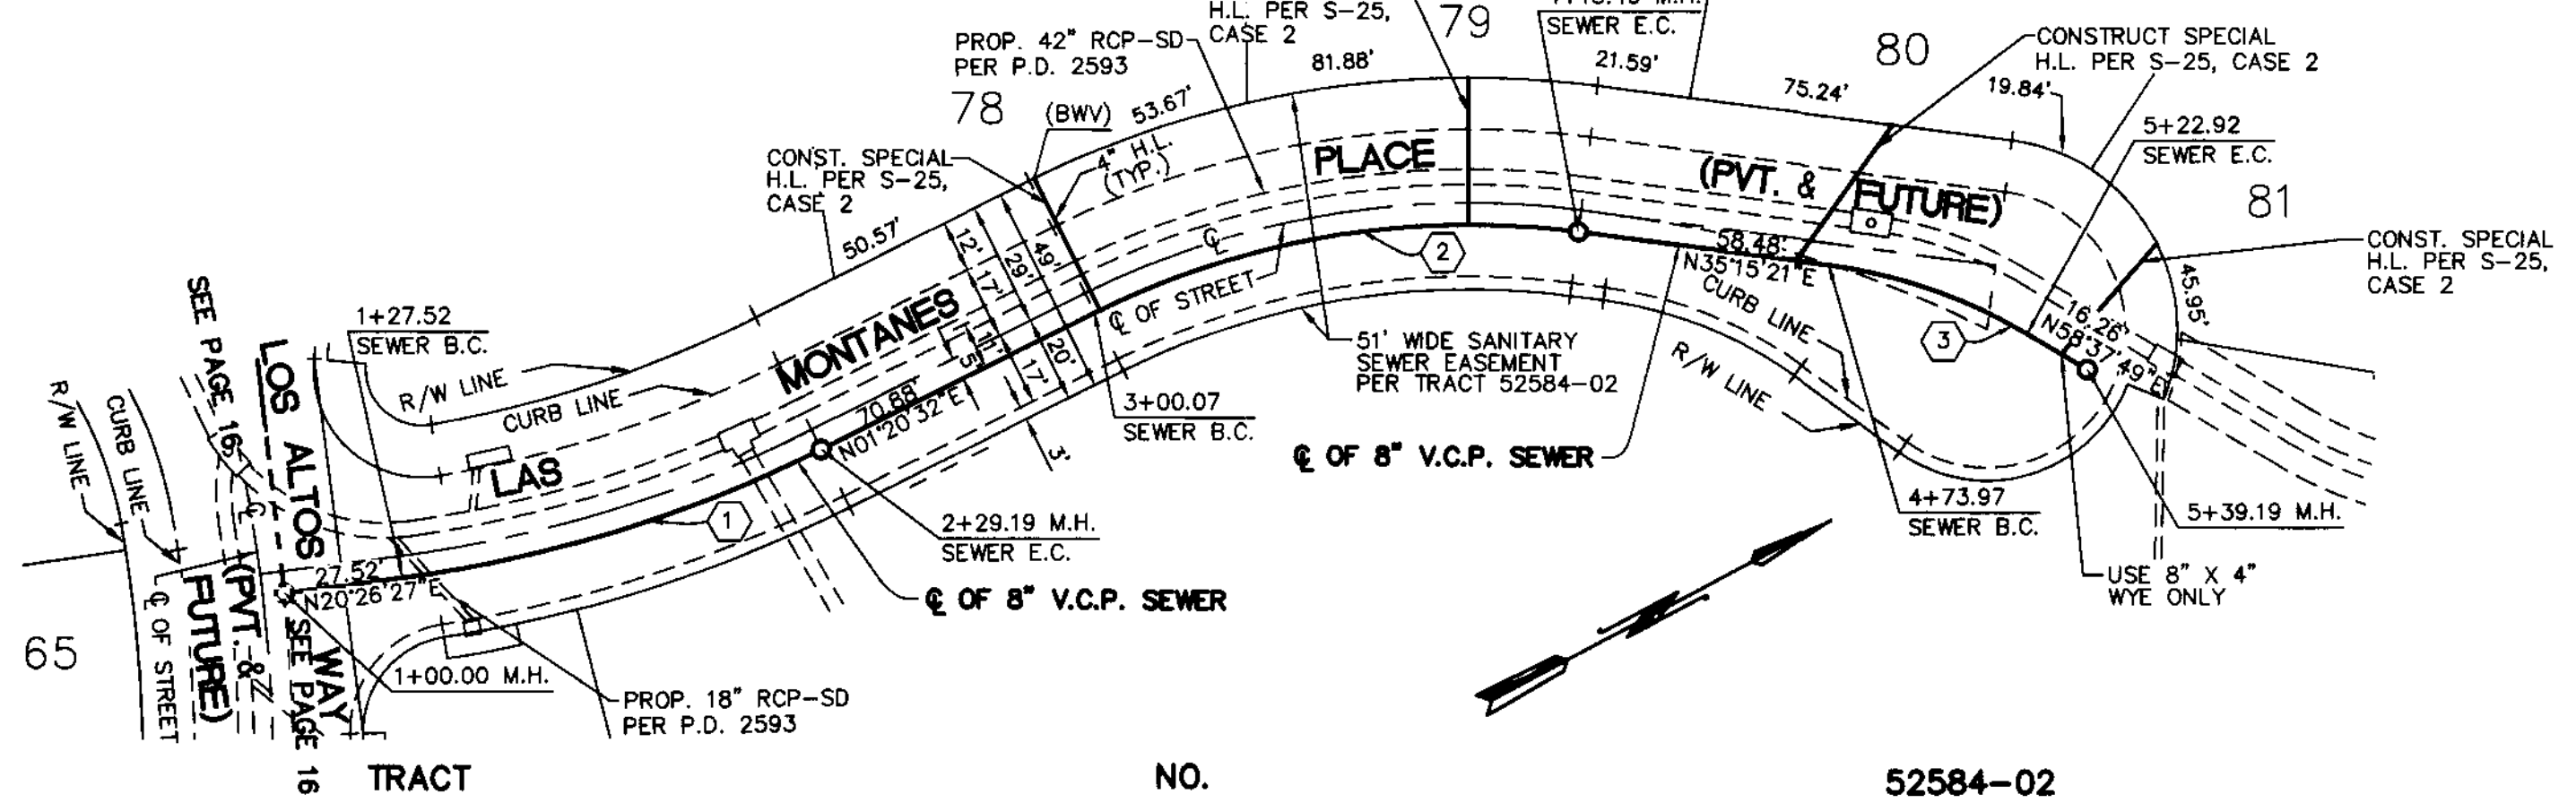 H.L. PER S-25,
CASE 2
79
SEWER E.C.
PROP. 42" RCP-SD
PER P.D. 2593
81.88'
21.59'
80
CONSTRUCT SPECIAL
H.L. PER S-25, CASE 2
78
(BWV)
53.67'
75.24'
19.84'
5+22.92
SEWER E.C.
CONST. SPECIAL
H.L. PER S-25,
CASE 2
4" H.L.
(TYP.)
PLACE
(PVT. & FUTURE)
81
50.57'
12'
17'
29'
49'
℄
2
58.48'
N35°15'21"E
CONST. SPECIAL
H.L. PER S-25,
CASE 2
45.95'
SEE PAGE 16
1+27.52
SEWER B.C.
MONTANES
5'
11'
17'
20'
℄ OF STREET
CURB LINE
16.26'
N58°37'49"E
3
51' WIDE SANITARY
SEWER EASEMENT
PER TRACT 52584-02
R/W LINE
R/W LINE
CURB LINE
LOS ALTOS WAY
R/W LINE
CURB LINE
70.88'
N01°20'32"E
3+00.07
SEWER B.C.
3'
℄ OF 8" V.C.P. SEWER
LAS
1
2+29.19 M.H.
SEWER E.C.
4+73.97
SEWER B.C.
5+39.19 M.H.
27.52'
N20°26'27"E
℄
℄ OF 8" V.C.P. SEWER
USE 8" X 4"
WYE ONLY
65
℄ OF STREET
(PVT. &
FUTURE)
SEE PAGE 16
1+00.00 M.H.
PROP. 18" RCP-SD
PER P.D. 2593
TRACT NO. 52584-02